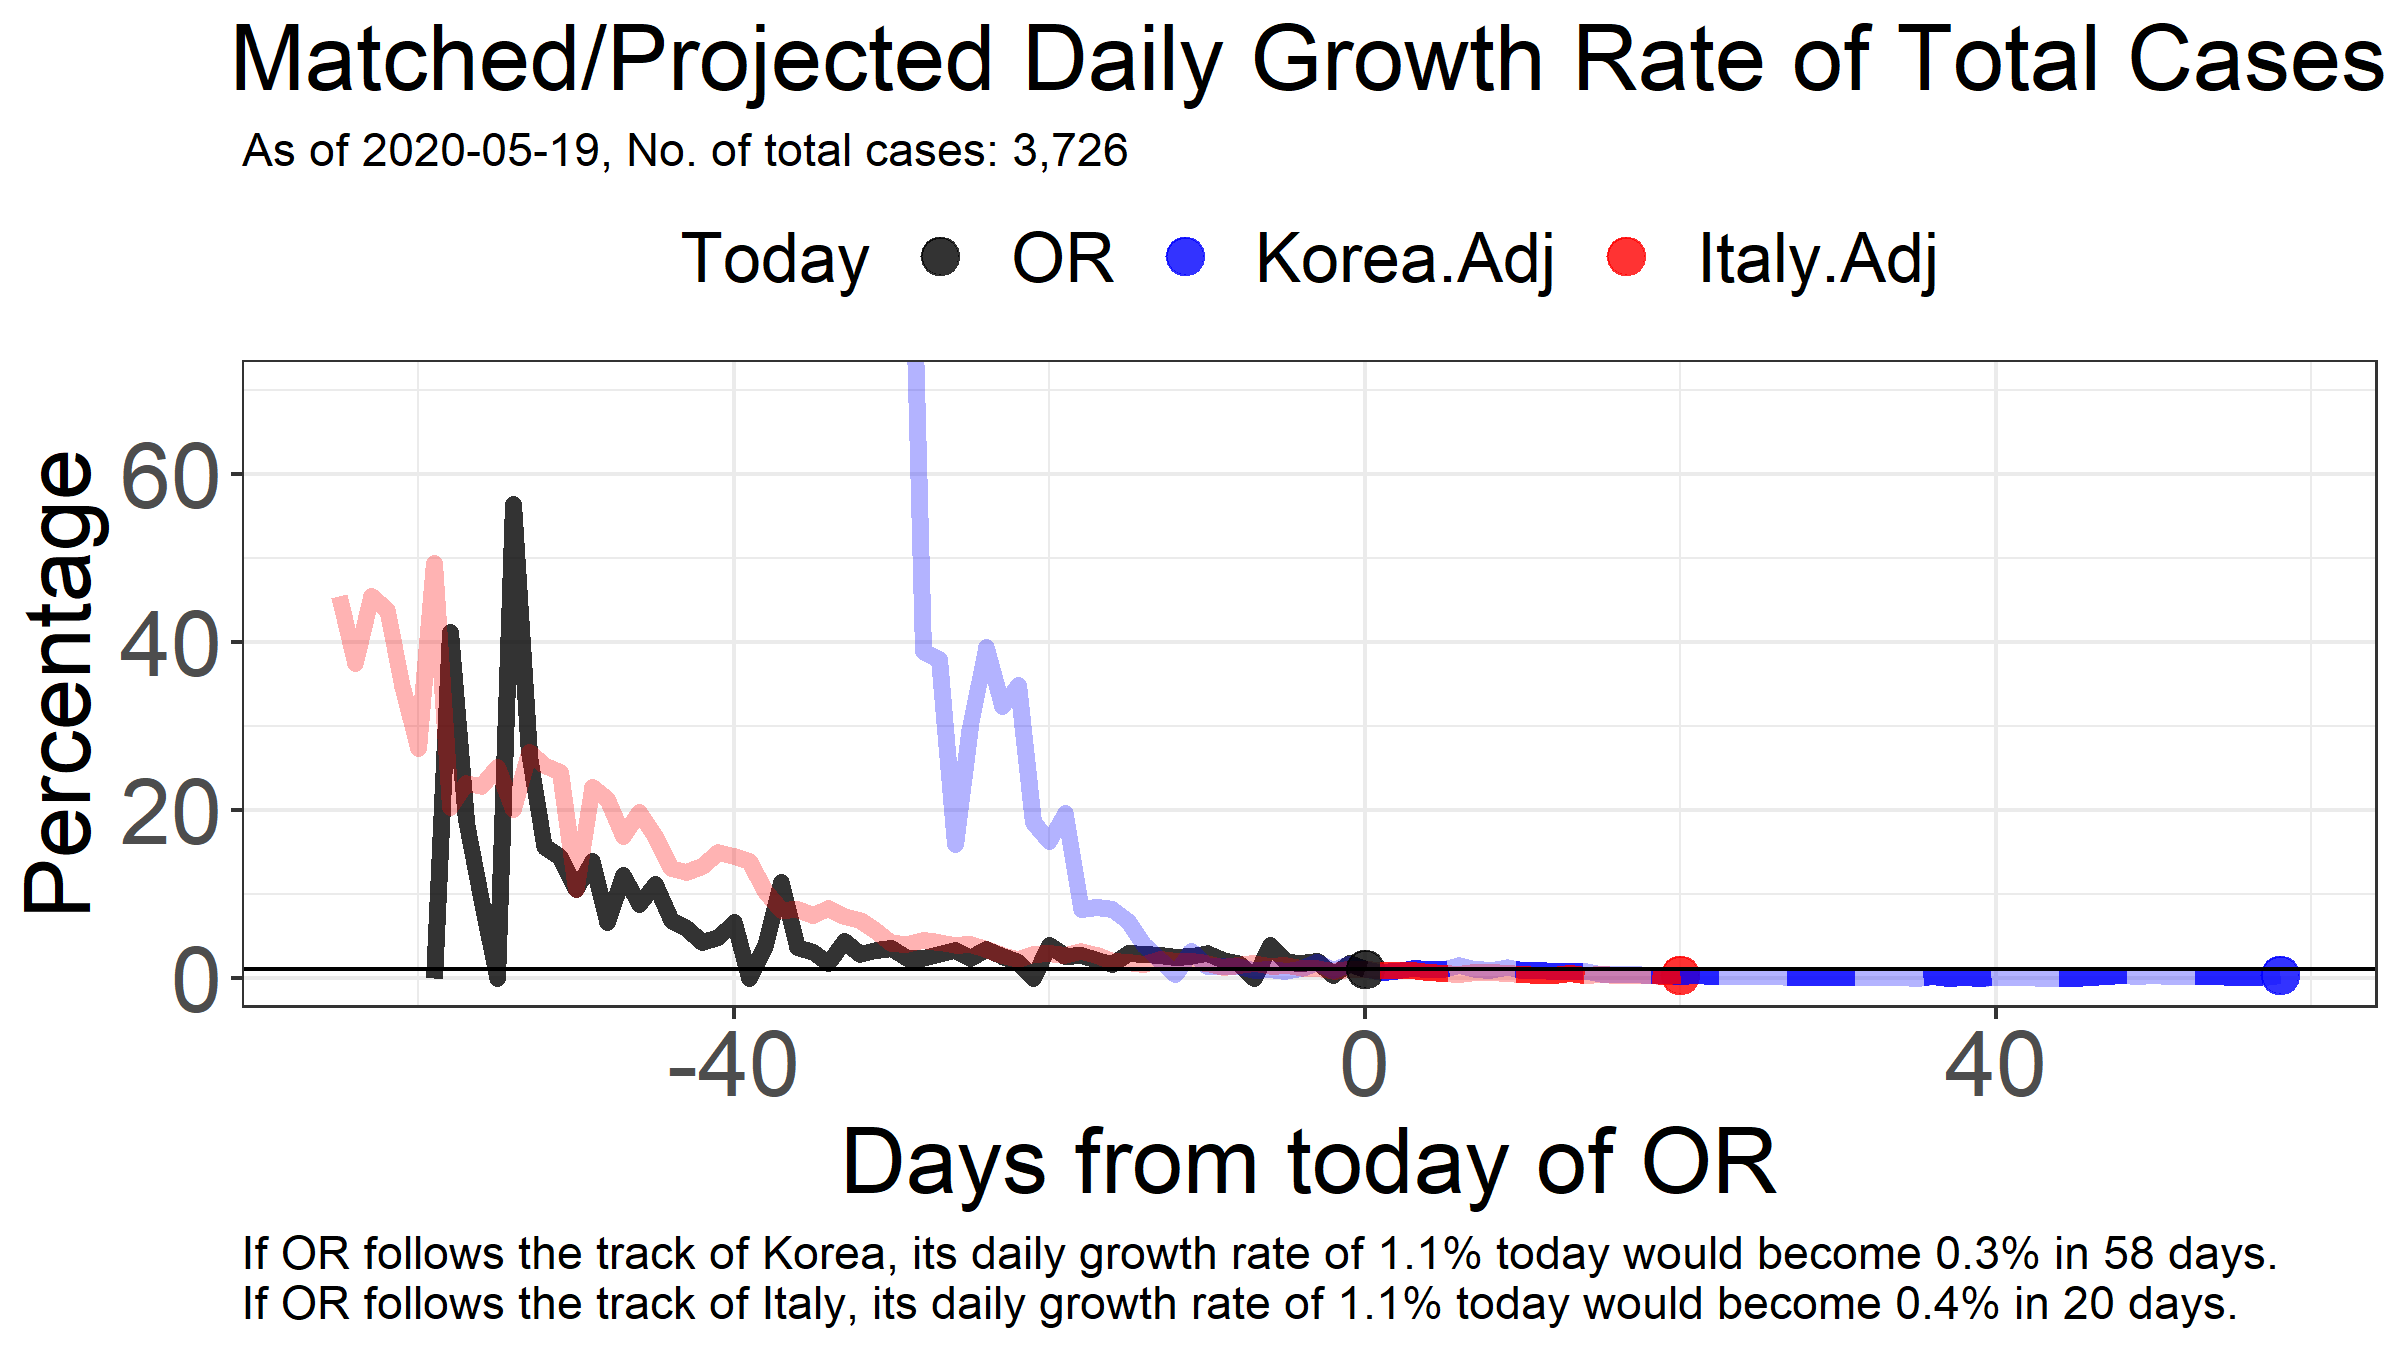 Matched/Projected Daily Growth Rate of Total Cases
As of 2020-05-19, No. of total cases: 3,726
Today OR Korea.Adj Italy.Adj
Percentage
60
40
20
0
-40 0 40
Days from today of OR
If OR follows the track of Korea, its daily growth rate of 1.1% today would become 0.3% in 58 days.
If OR follows the track of Italy, its daily growth rate of 1.1% today would become 0.4% in 20 days.